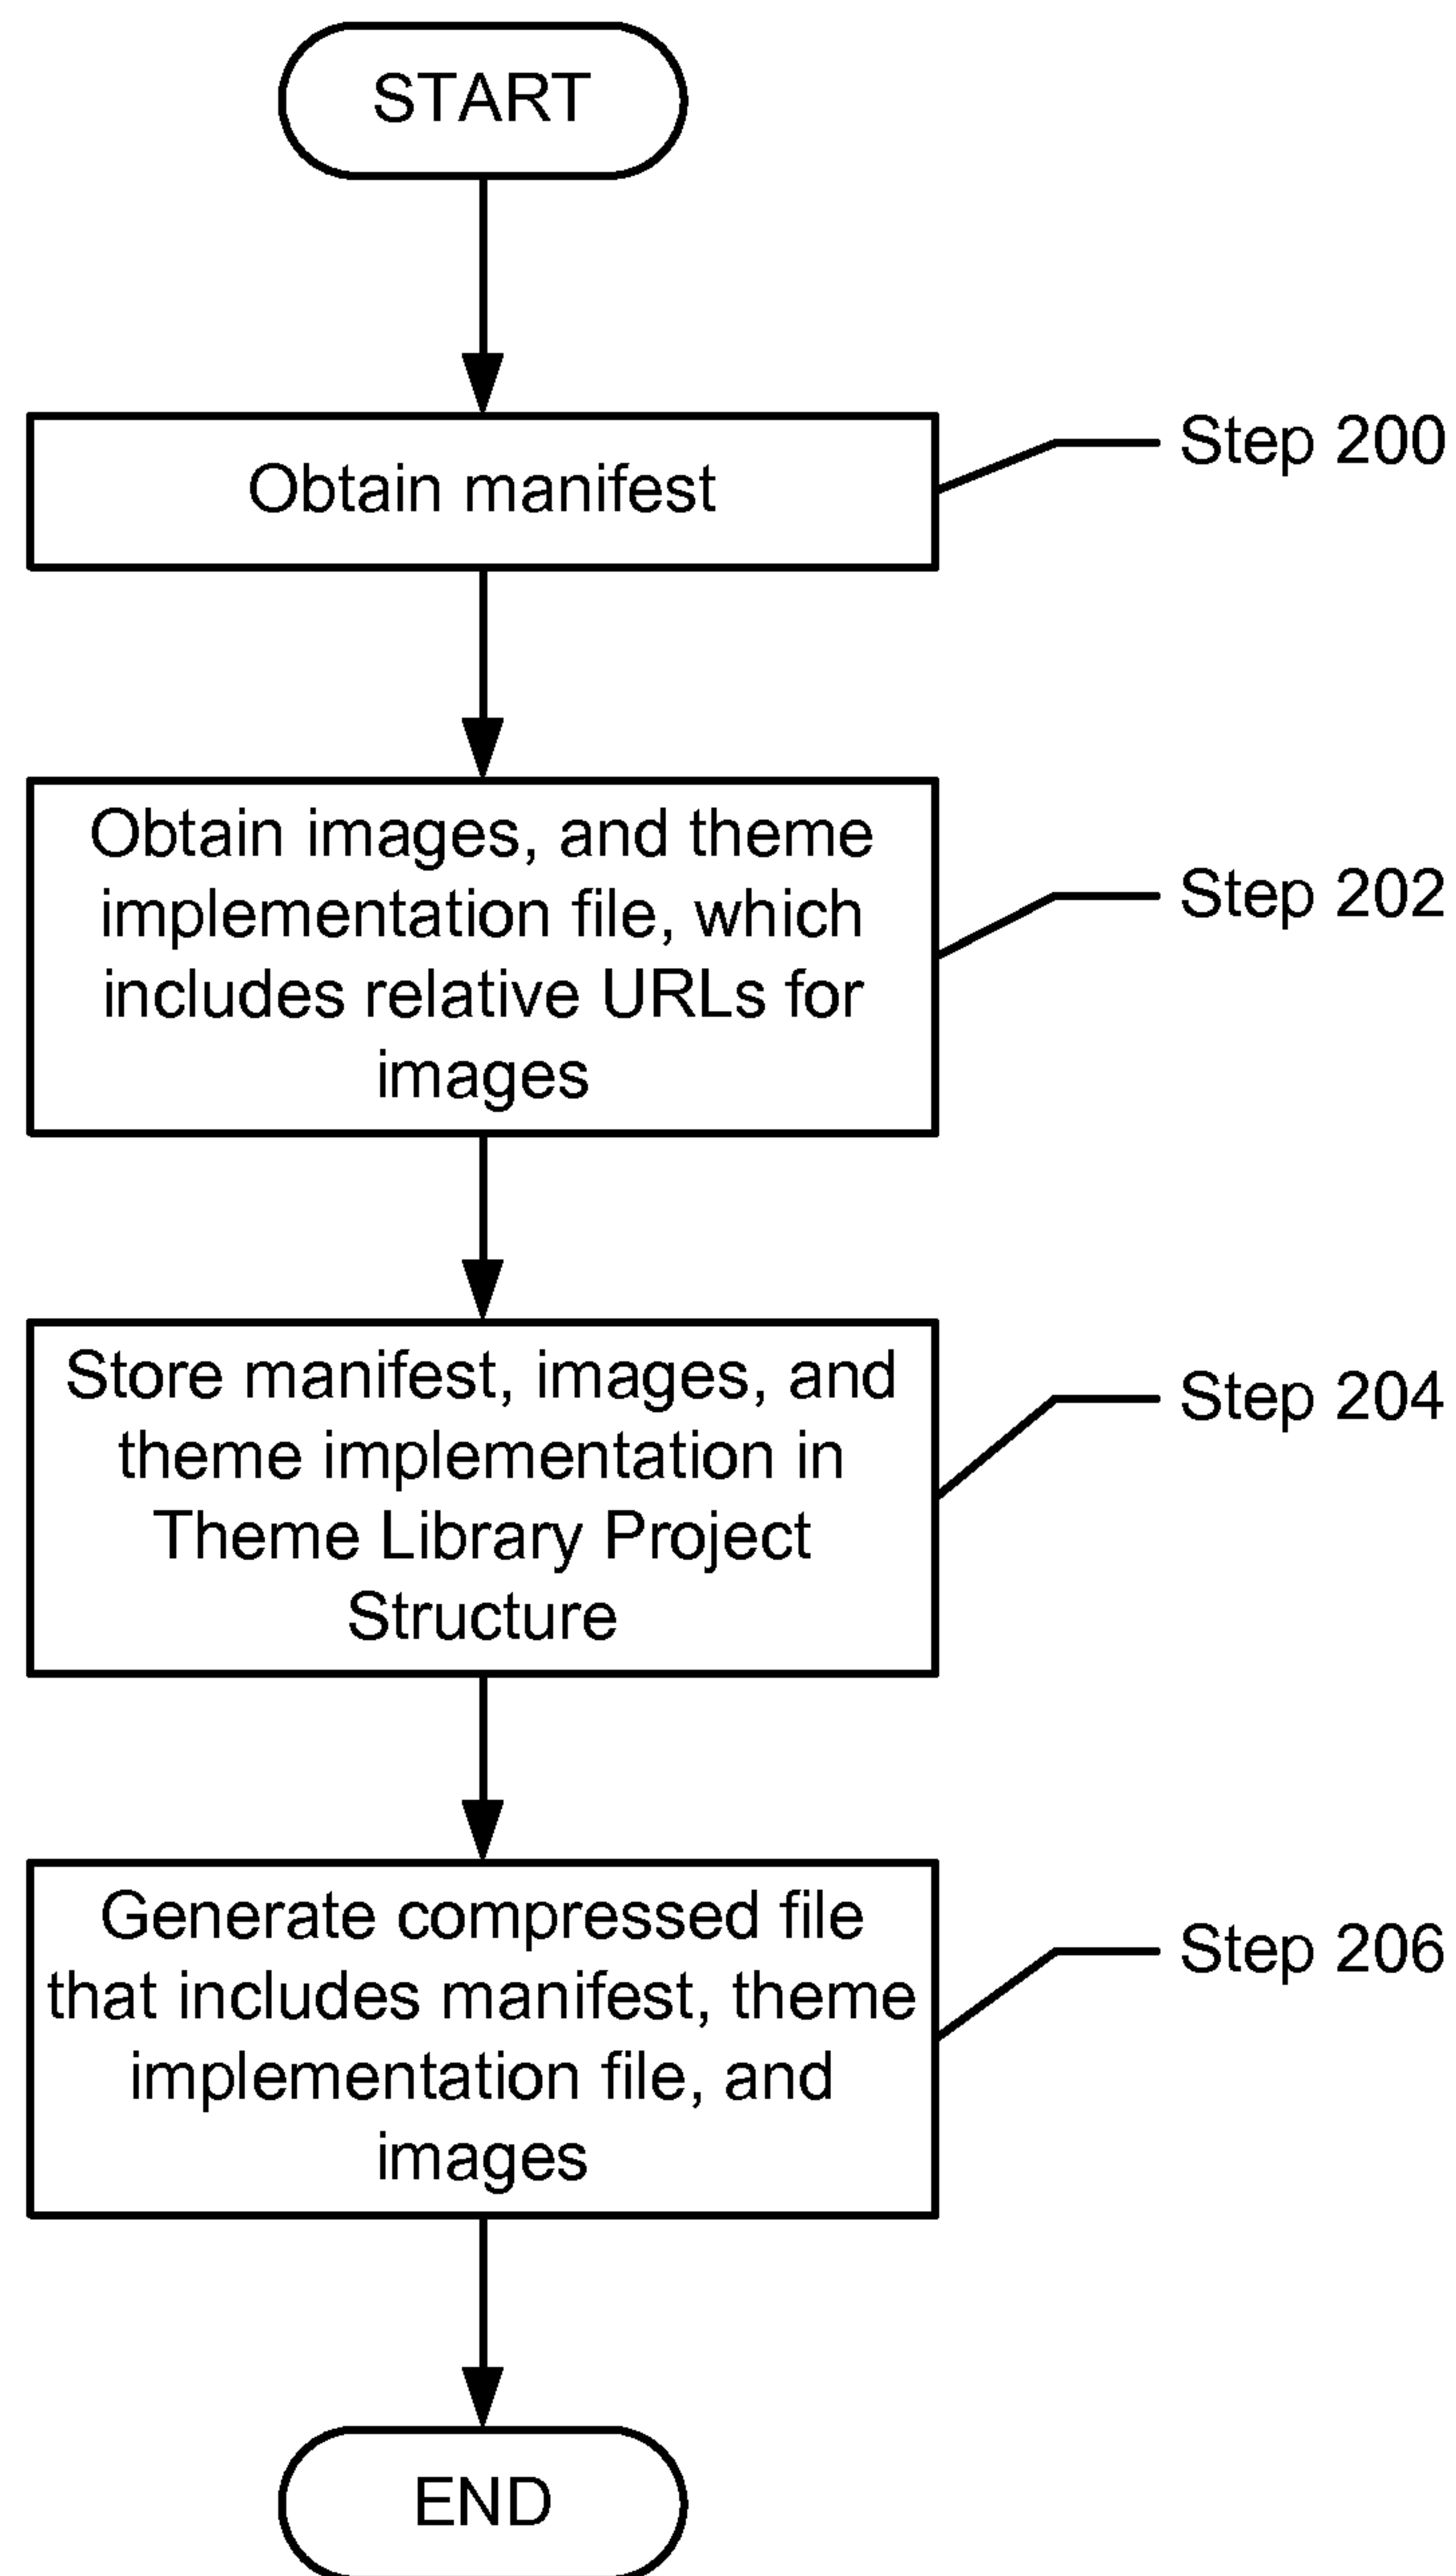 START
Obtain manifest
Step 200
Obtain images, and theme
implementation file, which
includes relative URLs for
images
Step 202
Store manifest, images, and
theme implementation in
Theme Library Project
Structure
Step 204
Generate compressed file
that includes manifest, theme
implementation file, and
images
Step 206
END